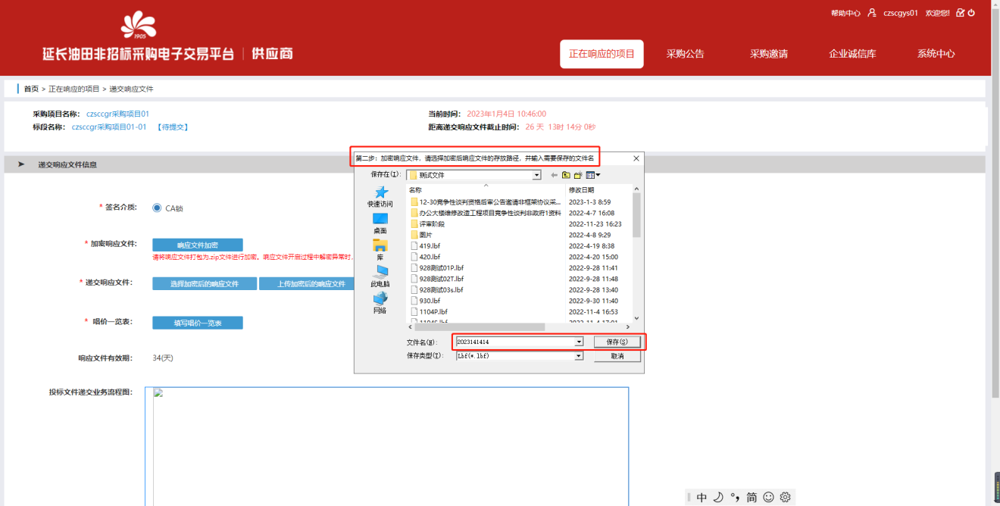 帮助中心 czscgys01 欢迎您!
1905
延长油田非招标采购电子交易平台 | 供应商
正在响应的项目 采购公告 采购邀请 企业诚信库 系统中心
首页 > 正在响应的项目 > 递交响应文件
采购项目名称: czsccgr采购项目01 当前时间: 2023年1月4日 10:46:00
标段名称: czsccgr采购项目01-01 【待提交】 距离递交响应文件截止时间: 26 天 13时 14分 0秒
递交响应文件信息
* 签名介质: CA锁
* 加密响应文件: 响应文件加密
请将响应文件打包为.zip文件进行加密, 响应文件开启过程中解密异常时,
* 递交响应文件: 选择加密后的响应文件 上传加密后的响应文件
* 唱价一览表: 填写唱价一览表
响应文件有效期: 34(天)
投标文件递交业务流程图:
第二步: 加密响应文件, 请选择加密后响应文件的存放路径, 并输入需要保存的文件名
保存在(I): 测试文件
快速访问
桌面
库
此电脑
网络
名称 修改日期
12-30竞争性谈判资格后审公告邀请非框架协议采... 2023-1-3 8:59
办公大楼维修改造工程项目竞争性谈判非政府1资料 2022-4-7 16:08
评审阶段 2022-11-23 16:23
图片 2022-4-8 9:29
419.lbf 2022-4-19 8:38
420.lbf 2022-4-20 15:00
928测试01P.lbf 2022-9-28 11:41
928测试02T.lbf 2022-9-28 11:48
928测试03s.lbf 2022-9-28 13:40
930.lbf 2022-9-30 11:40
1104P.lbf 2022-11-4 16:53
1104S.lbf 2022-11-4 17:01
文件名(N): 2023141414 保存(S)
保存类型(T): Lbf(*.lbf) 取消
中 简